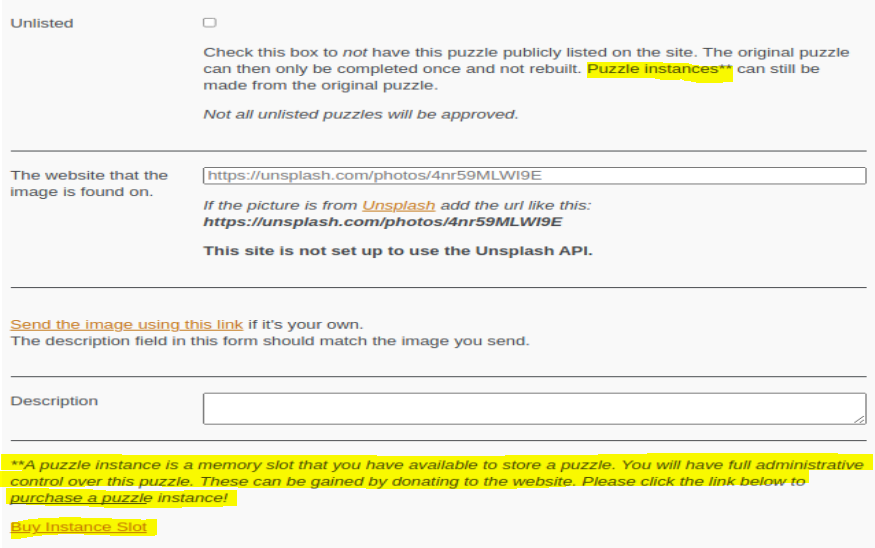 Unlisted
Check this box to not have this puzzle publicly listed on the site. The original puzzle
can then only be completed once and not rebuilt. Puzzle instances** can still be
made from the original puzzle.
Not all unlisted puzzles will be approved.
The website that the
image is found on.
https://unsplash.com/photos/4nr59MLWI9E
If the picture is from Unsplash add the url like this:
https://unsplash.com/photos/4nr59MLWI9E
This site is not set up to use the Unsplash API.
Send the image using this link if it's your own.
The description field in this form should match the image you send.
Description
**A puzzle instance is a memory slot that you have available to store a puzzle. You will have full administrative
control over this puzzle. These can be gained by donating to the website. Please click the link below to
purchase a puzzle instance!
Buy Instance Slot